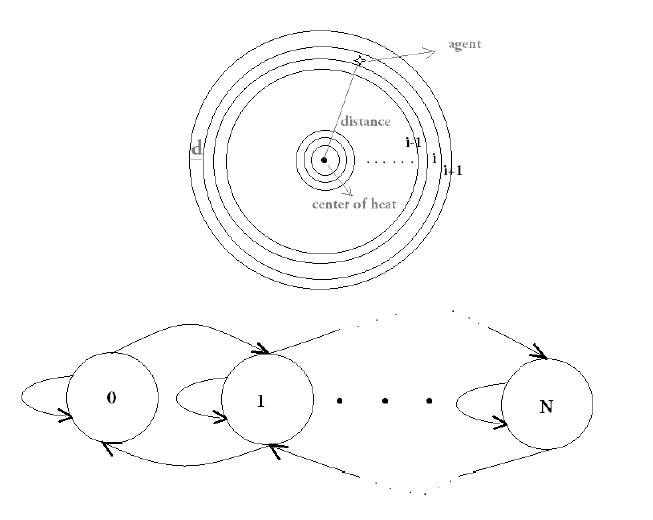 agent
d
distance
i-1
i
i+1
center of heat
0
1
N